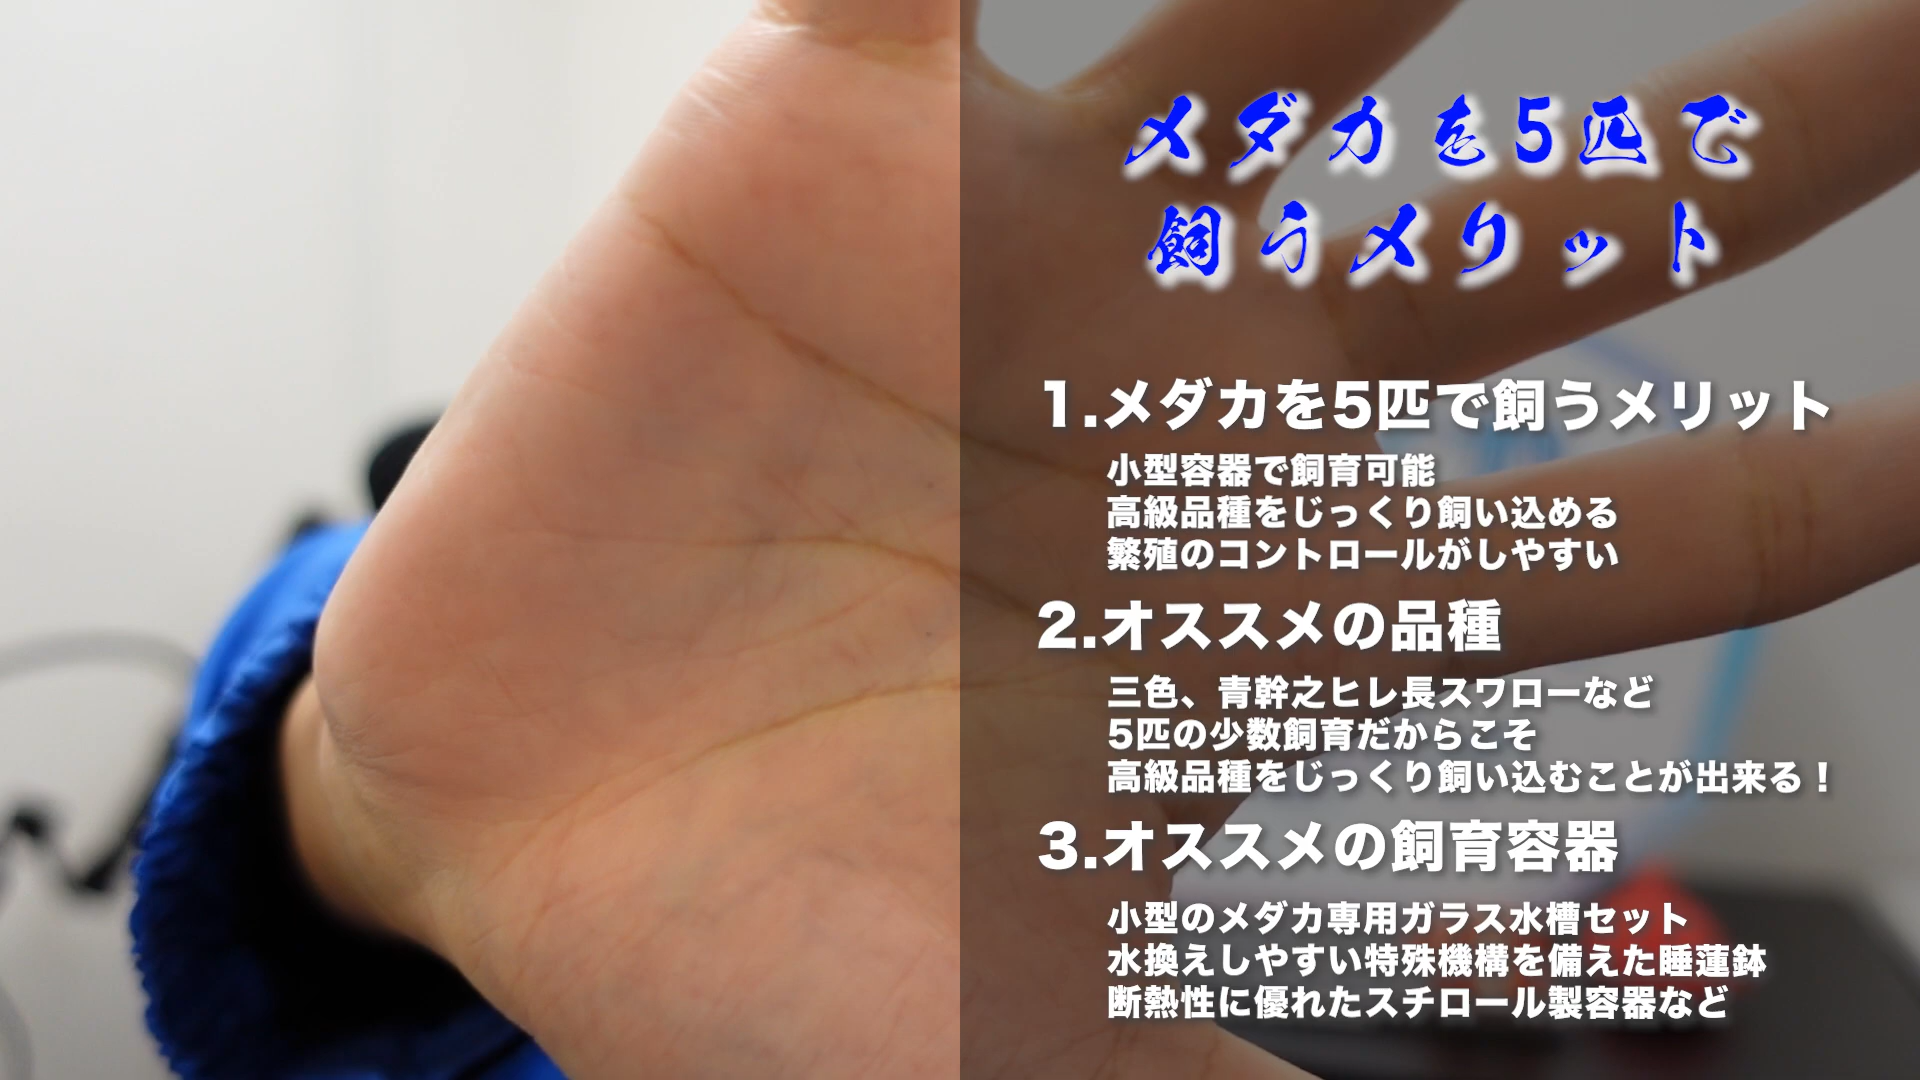 メダカを5匹で
飼うメリット
1.メダカを5匹で飼うメリット
小型容器で飼育可能
高級品種をじっくり飼い込める
繁殖のコントロールがしやすい
2.オススメの品種
三色、青幹之ヒレ長スワローなど
5匹の少数飼育だからこそ
高級品種をじっくり飼い込むことが出来る！
3.オススメの飼育容器
小型のメダカ専用ガラス水槽セット
水換えしやすい特殊機構を備えた睡蓮鉢
断熱性に優れたスチロール製容器など